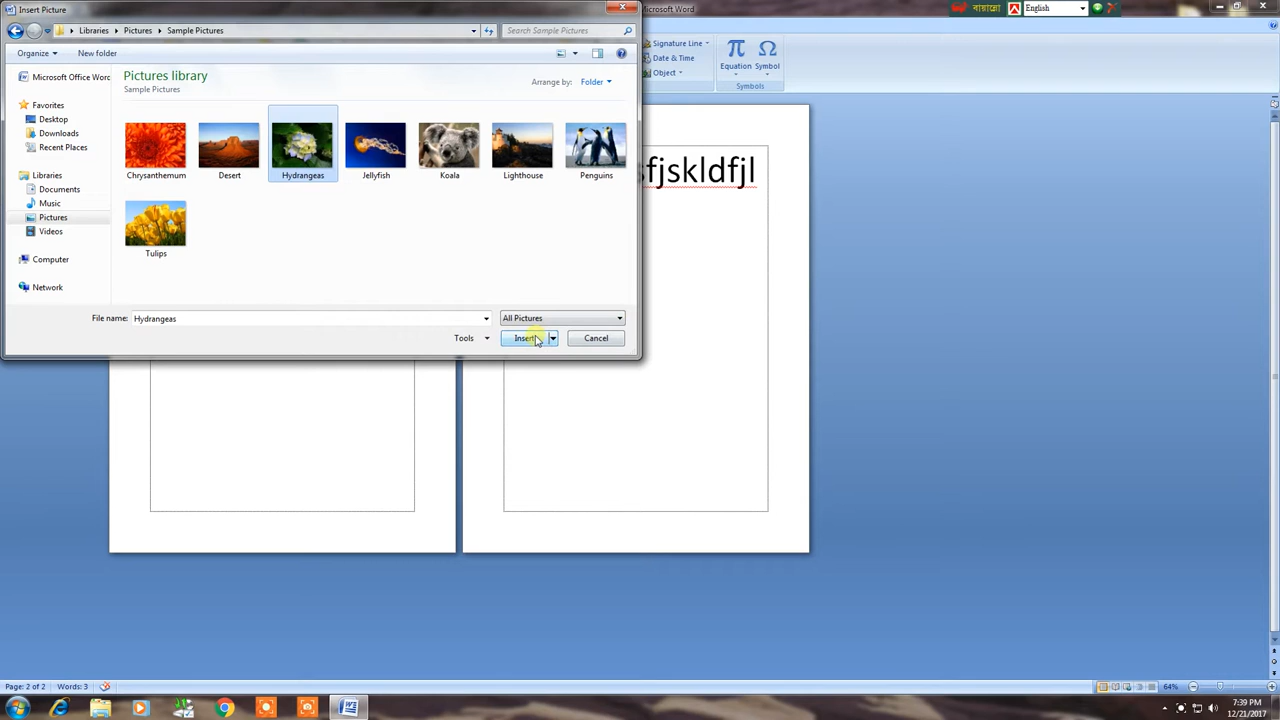 Insert Picture
Microsoft Word
বায়ান্নো
English
Libraries
Pictures
Sample Pictures
Search Sample Pictures
Organize
New folder
Signature Line
Date & Time
Object
Equation
Symbol
Symbols
Microsoft Office Word
Pictures library
Sample Pictures
Arrange by:
Folder
Favorites
Desktop
Downloads
Recent Places
Libraries
Documents
Music
Pictures
Videos
Computer
Network
Chrysanthemum
Desert
Hydrangeas
Jellyfish
Koala
Lighthouse
Penguins
Tulips
sfjskldfjl
File name:
Hydrangeas
All Pictures
Tools
Insert
Cancel
Page: 2 of 2
Words: 3
64%
7:39 PM
12/21/2017